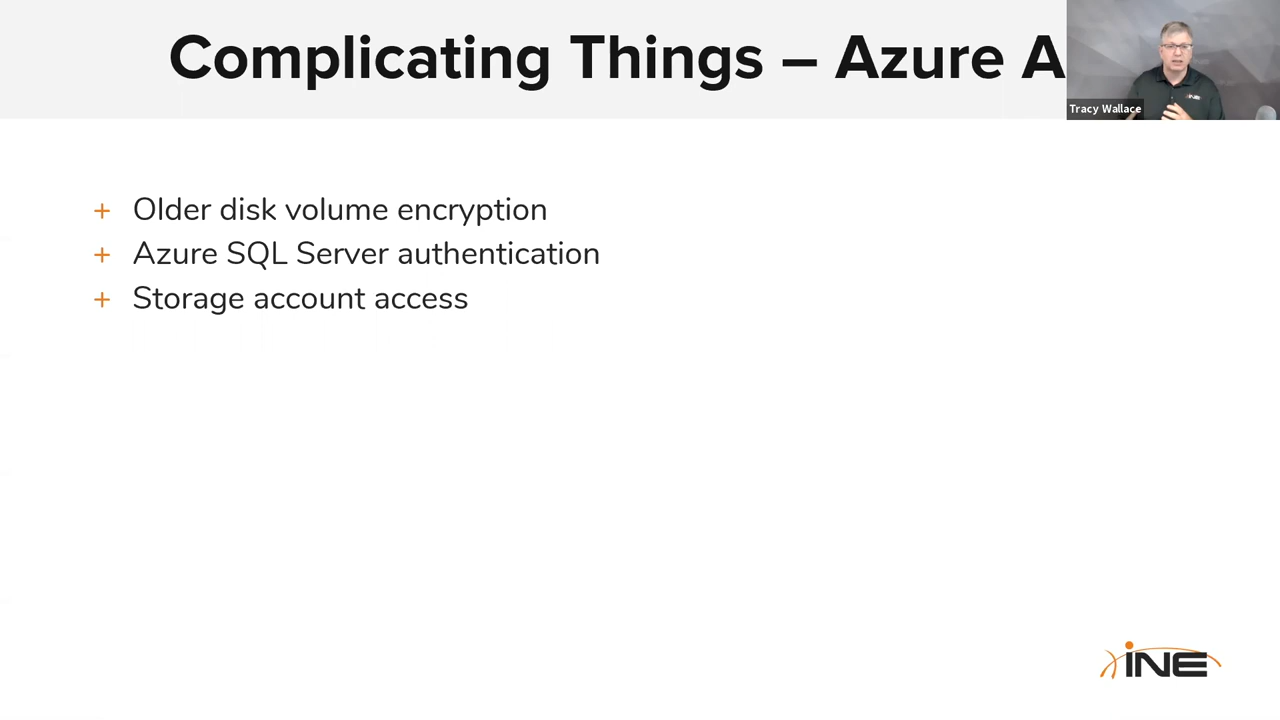 Complicating Things – Azure A
Tracy Wallace
+ Older disk volume encryption
+ Azure SQL Server authentication
+ Storage account access
iNE